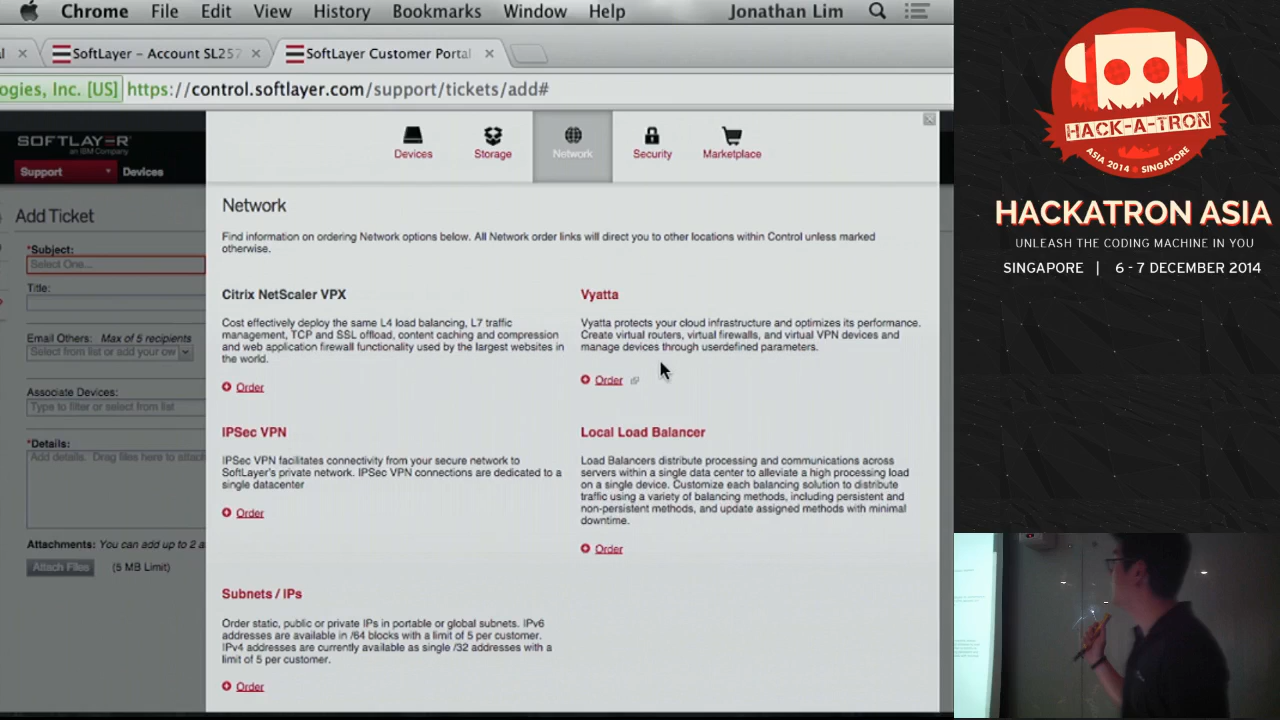 Chrome File Edit View History Bookmarks Window Help Jonathan Lim
SoftLayer – Account SL257
SoftLayer Customer Portal
ogies, Inc. [US] https://control.softlayer.com/support/tickets/add#
SOFTLAYER
an IBM Company
Support
Devices
Add Ticket
*Subject:
Select One...
Title:
Email Others: Max of 5 recipients
Select from list or add your own
Associate Devices:
Type to filter or select from list
*Details:
Add details. Drag files here to attach
Attachments: You can add up to 2 a
Attach Files (5 MB Limit)
Devices
Storage
Network
Security
Marketplace
Network
Find information on ordering Network options below. All Network order links will direct you to other locations within Control unless marked
otherwise.
Citrix NetScaler VPX
Cost effectively deploy the same L4 load balancing, L7 traffic
management, TCP and SSL offload, content caching and compression
and web application firewall functionality used by the largest websites in
the world.
Order
Vyatta
Vyatta protects your cloud infrastructure and optimizes its performance.
Create virtual routers, virtual firewalls, and virtual VPN devices and
manage devices through userdefined parameters.
Order
IPSec VPN
IPSec VPN facilitates connectivity from your secure network to
SoftLayer's private network. IPSec VPN connections are dedicated to a
single datacenter
Order
Local Load Balancer
Load Balancers distribute processing and communications across
servers within a single data center to alleviate a high processing load
on a single device. Customize each balancing solution to distribute
traffic using a variety of balancing methods, including persistent and
non-persistent methods, and update assigned methods with minimal
downtime.
Order
Subnets / IPs
Order static, public or private IPs in portable or global subnets. IPv6
addresses are available in /64 blocks with a limit of 5 per customer.
IPv4 addresses are currently available as single /32 addresses with a
limit of 5 per customer.
Order
HACK-A-TRON
ASIA 2014 SINGAPORE
HACKATRON ASIA
UNLEASH THE CODING MACHINE IN YOU
SINGAPORE | 6 - 7 DECEMBER 2014